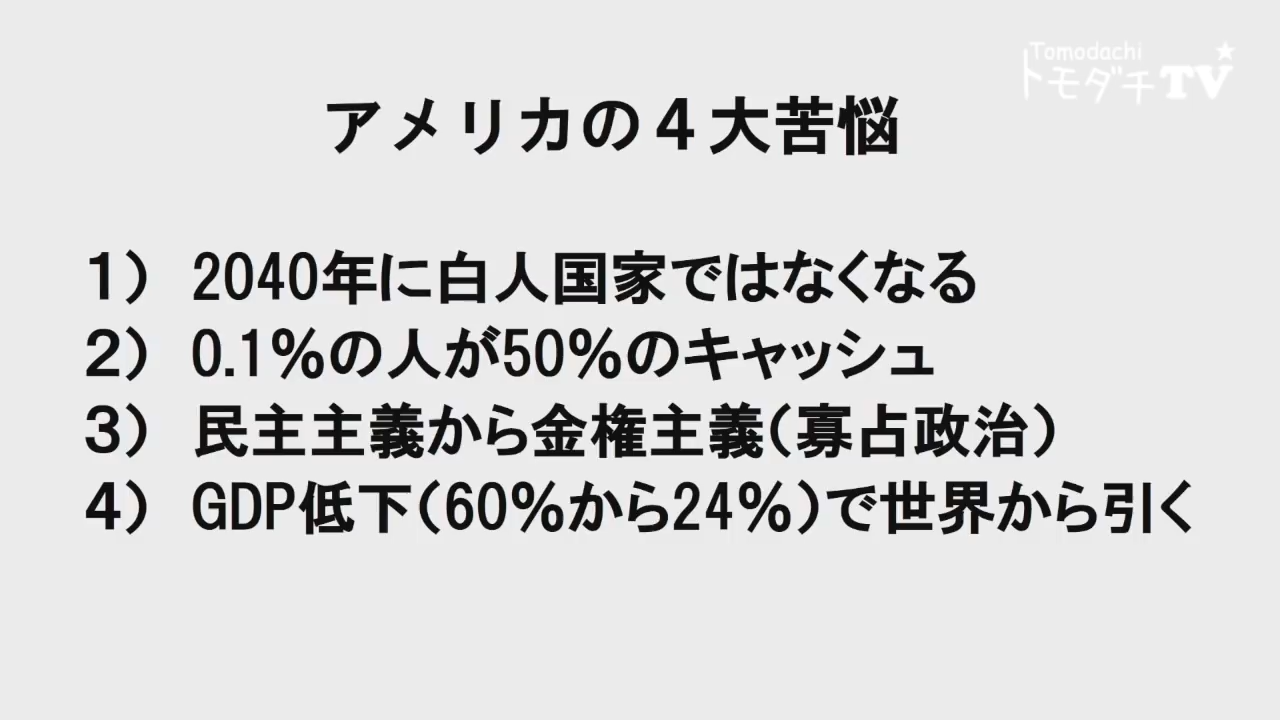 Tomodachi
トモダチTV
アメリカの４大苦悩
１） 2040年に白人国家ではなくなる
２） 0.1％の人が50％のキャッシュ
３） 民主主義から金権主義（寡占政治）
４） GDP低下（60％から24％）で世界から引く